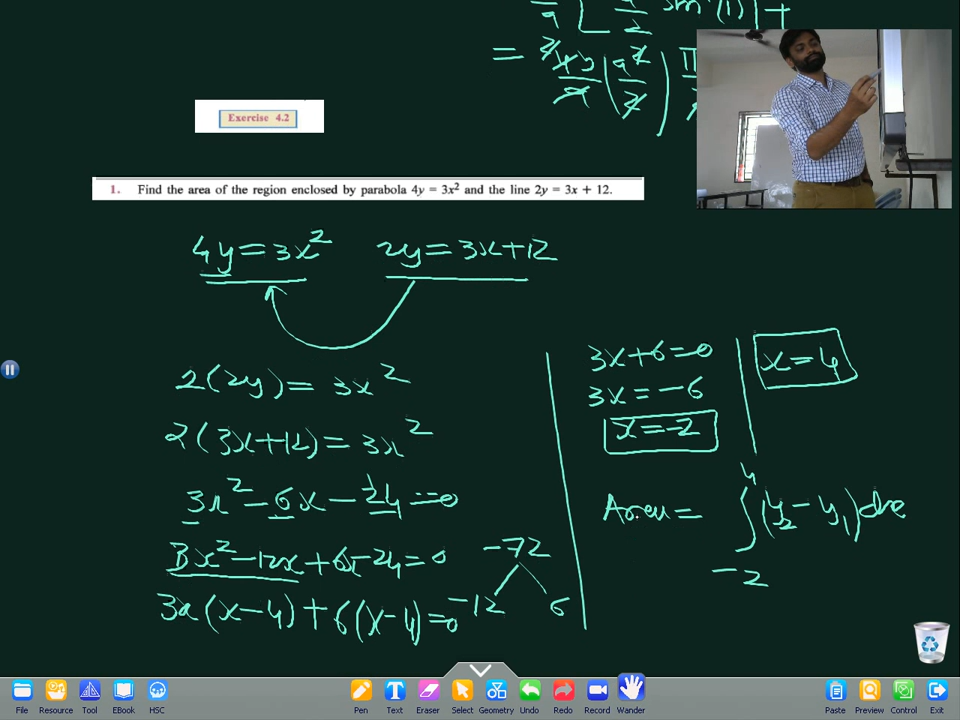 Exercise 4.2
1. Find the area of the region enclosed by parabola 4y = 3x² and the line 2y = 3x + 12.
4y = 3x² 2y = 3x+12
2(2y) = 3x²
2(3x+12) = 3x²
3x² - 6x - 24 = 0
3x² - 12x + 6x - 24 = 0
3x(x-4) + 6(x-4) = 0
-72
-12 6
3x+6=0
3x = -6
x = -2
x = 4
Area = ∫ (y₂ - y₁) dx
4
-2
File Resource Tool EBook HSC Pen Text Eraser Select Geometry Undo Redo Record Wander Paste Preview Control Exit